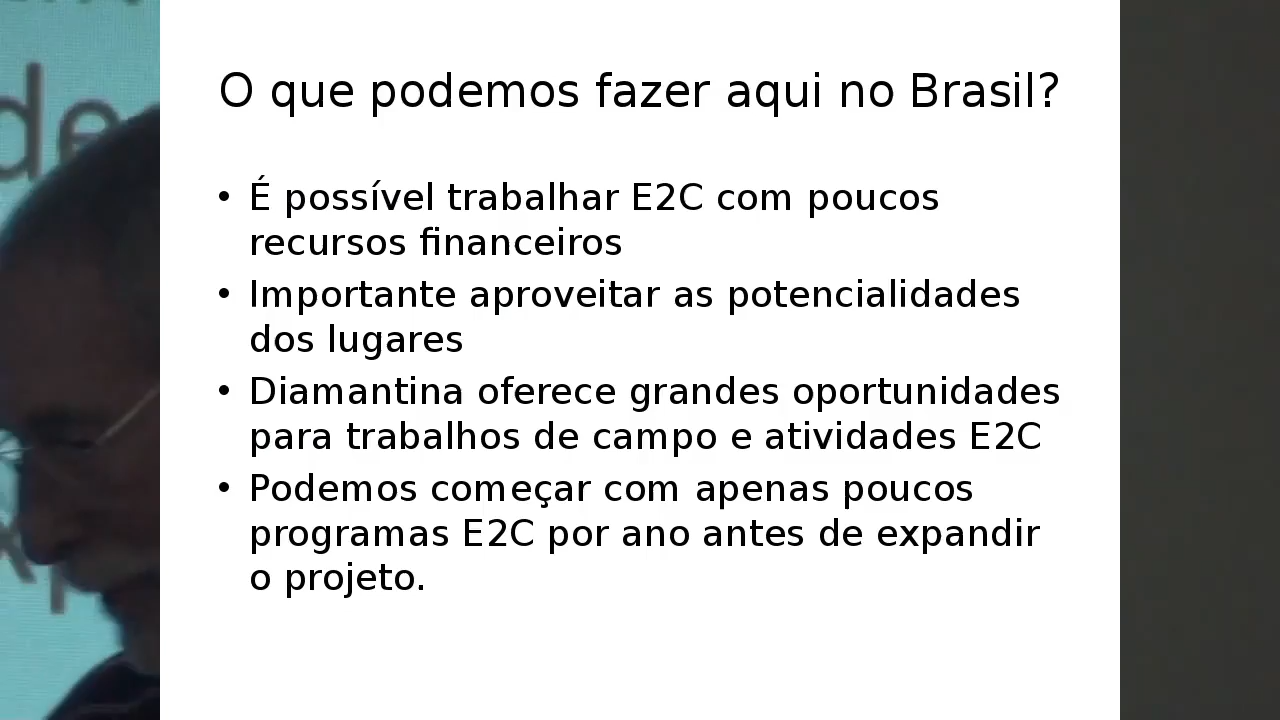 O que podemos fazer aqui no Brasil?
• É possível trabalhar E2C com poucos
recursos financeiros
• Importante aproveitar as potencialidades
dos lugares
• Diamantina oferece grandes oportunidades
para trabalhos de campo e atividades E2C
• Podemos começar com apenas poucos
programas E2C por ano antes de expandir
o projeto.
de